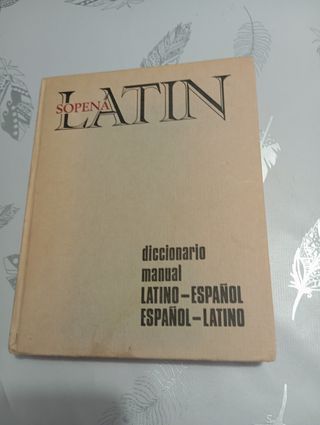 SOPENA
LATIN
diccionario
manual
LATINO-ESPAÑOL
ESPAÑOL-LATINO